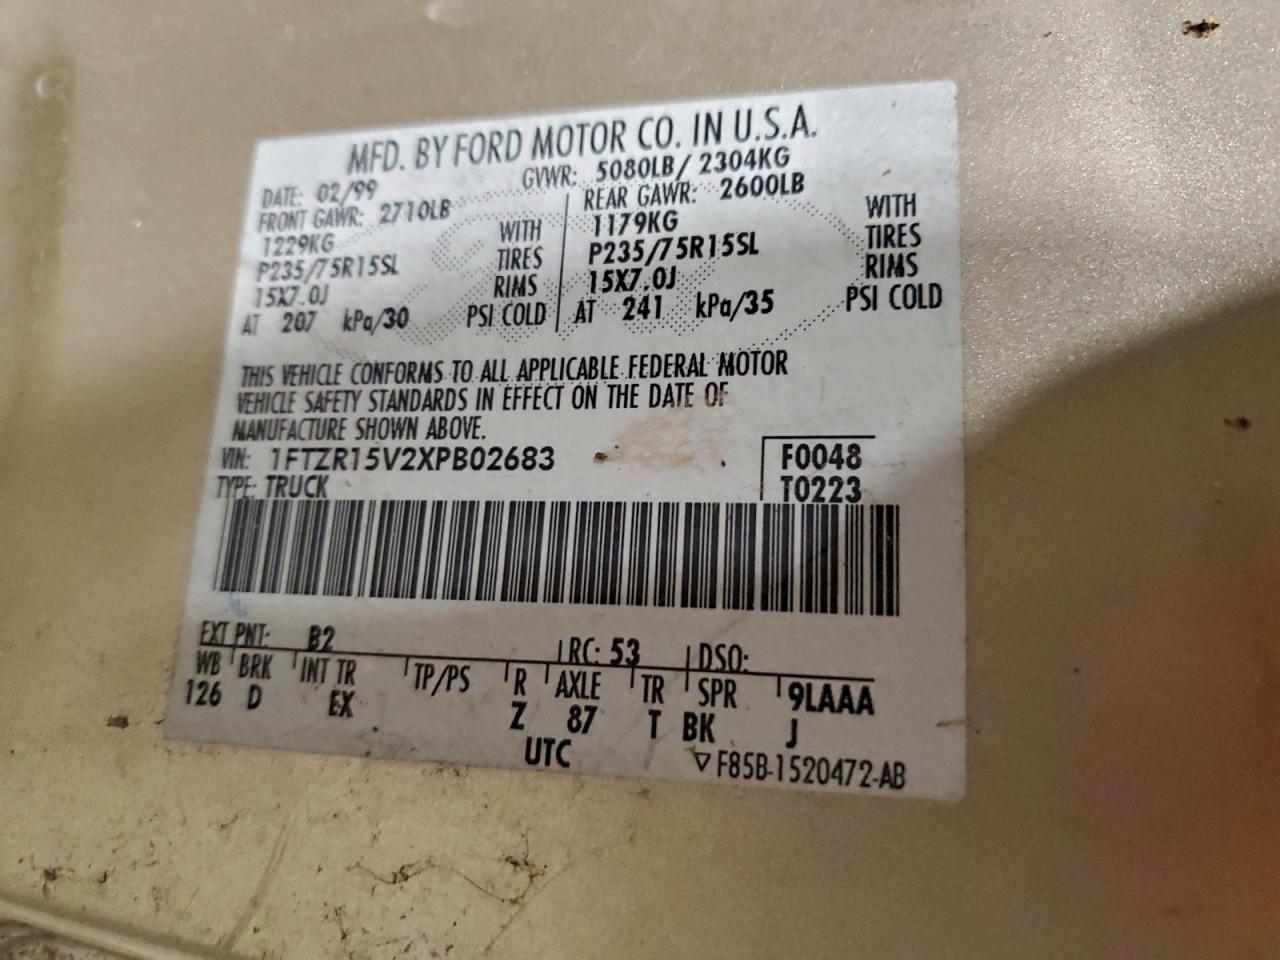 MFD. BY FORD MOTOR CO. IN U.S.A.
DATE: 02/99 GVWR: 5080LB/ 2304KG
FRONT GAWR: 2710LB REAR GAWR: 2600LB
1229KG WITH 1179KG WITH
P235/75R15SL TIRES P235/75R15SL TIRES
15X7.0J RIMS 15X7.0J RIMS
AT 207 kPa/30 PSI COLD AT 241 kPa/35 PSI COLD
THIS VEHICLE CONFORMS TO ALL APPLICABLE FEDERAL MOTOR
VEHICLE SAFETY STANDARDS IN EFFECT ON THE DATE OF
MANUFACTURE SHOWN ABOVE.
VIN: 1FTZR15V2XPB02683 F0048
TYPE: TRUCK T0223
EXT PNT: B2 RC: 53 DSO:
WB BRK INT TR TP/PS R AXLE TR SPR 9LAAA
126 D EX Z 87 T BK J
UTC ▽F85B-1520472-AB